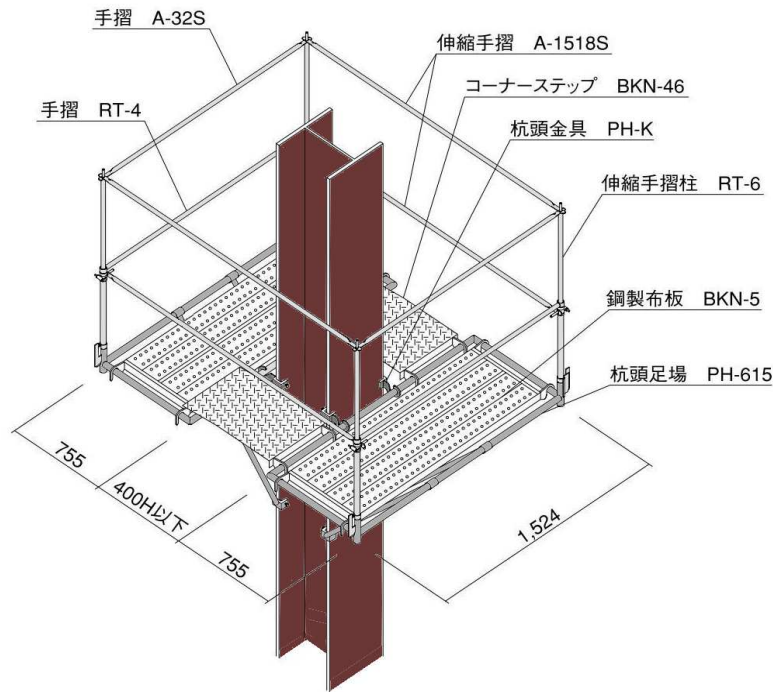 手摺 A-32S
伸縮手摺 A-1518S
コーナーステップ BKN-46
手摺 RT-4
杭頭金具 PH-K
伸縮手摺柱 RT-6
鋼製布板 BKN-5
杭頭足場 PH-615
755
400H以下
755
1,524